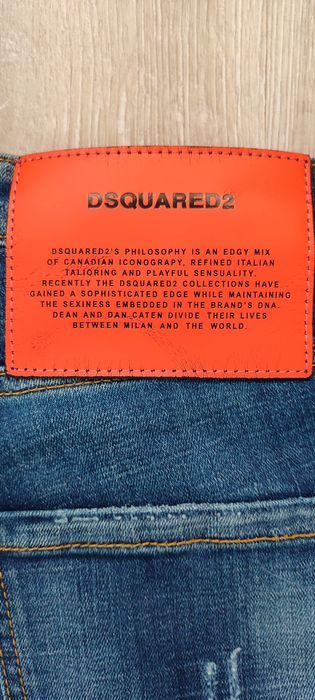 DSQUARED2
DSQUARED2'S PHILOSOPHY IS AN EDGY MIX
OF CANADIAN ICONOGRAPY, REFINED ITALIAN
TALIORING AND PLAYFUL SENSUALITY.
RECENTLY THE DSQUARED2 COLLECTIONS HAVE
GAINED A SOPHISTICATED EDGE WHILE MAINTAINING
THE SEXINESS EMBEDDED IN THE BRAND'S DNA.
DEAN AND DAN CATEN DIVIDE THEIR LIVES
BETWEEN MILAN AND THE WORLD.